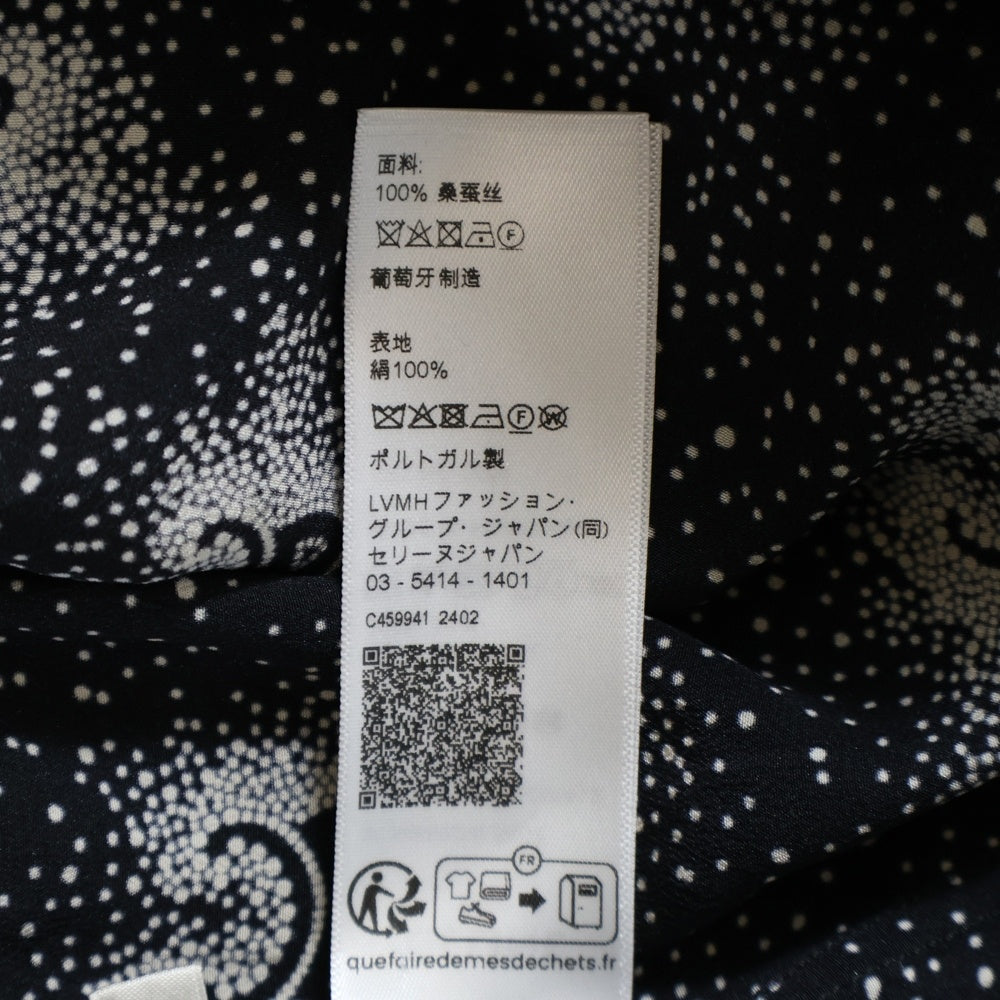 面料:
100% 桑蚕丝
F
葡萄牙制造
表地
絹100%
F W
ポルトガル製
LVMHファッション・
グループ・ジャパン(同)
セリーヌジャパン
03 - 5414 - 1401
C459941 2402
FR
quefairedemesdechets.fr